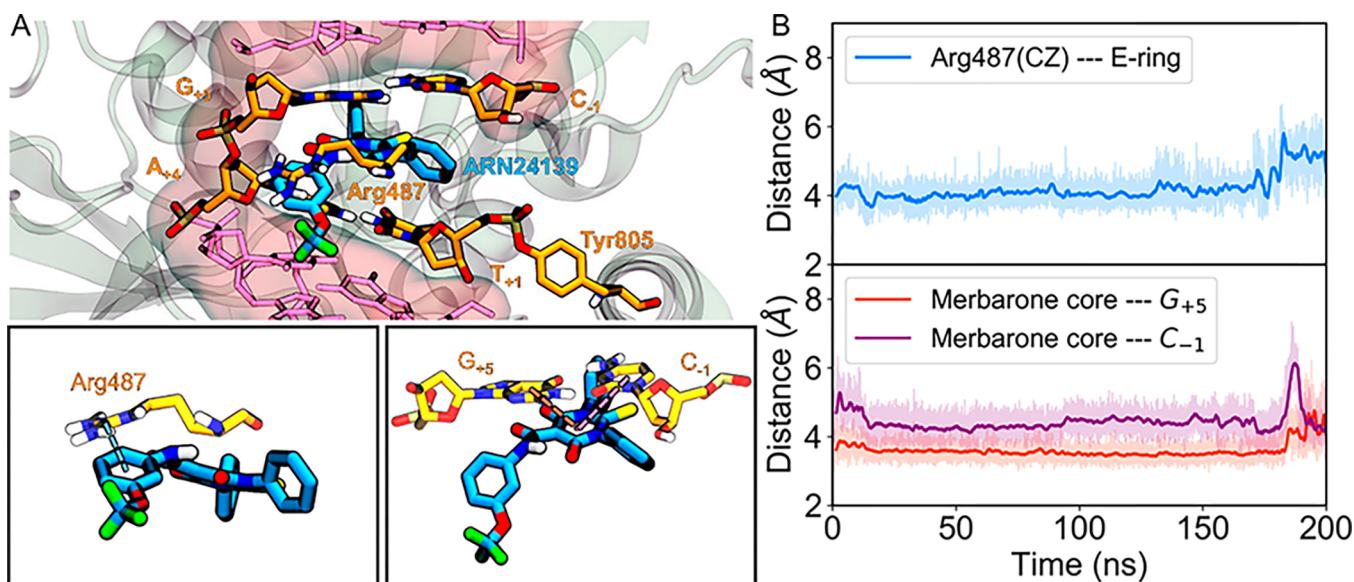 A
G+5
C-1
A+4
ARN24139
Arg487
Tyr805
T+1
Arg487
G+5
C-1
B
Arg487(CZ) --- E-ring
Distance (Å)
8
6
4
2
Merbarone core --- G+5
Merbarone core --- C−1
Distance (Å)
8
6
4
2
0 50 100 150 200
Time (ns)